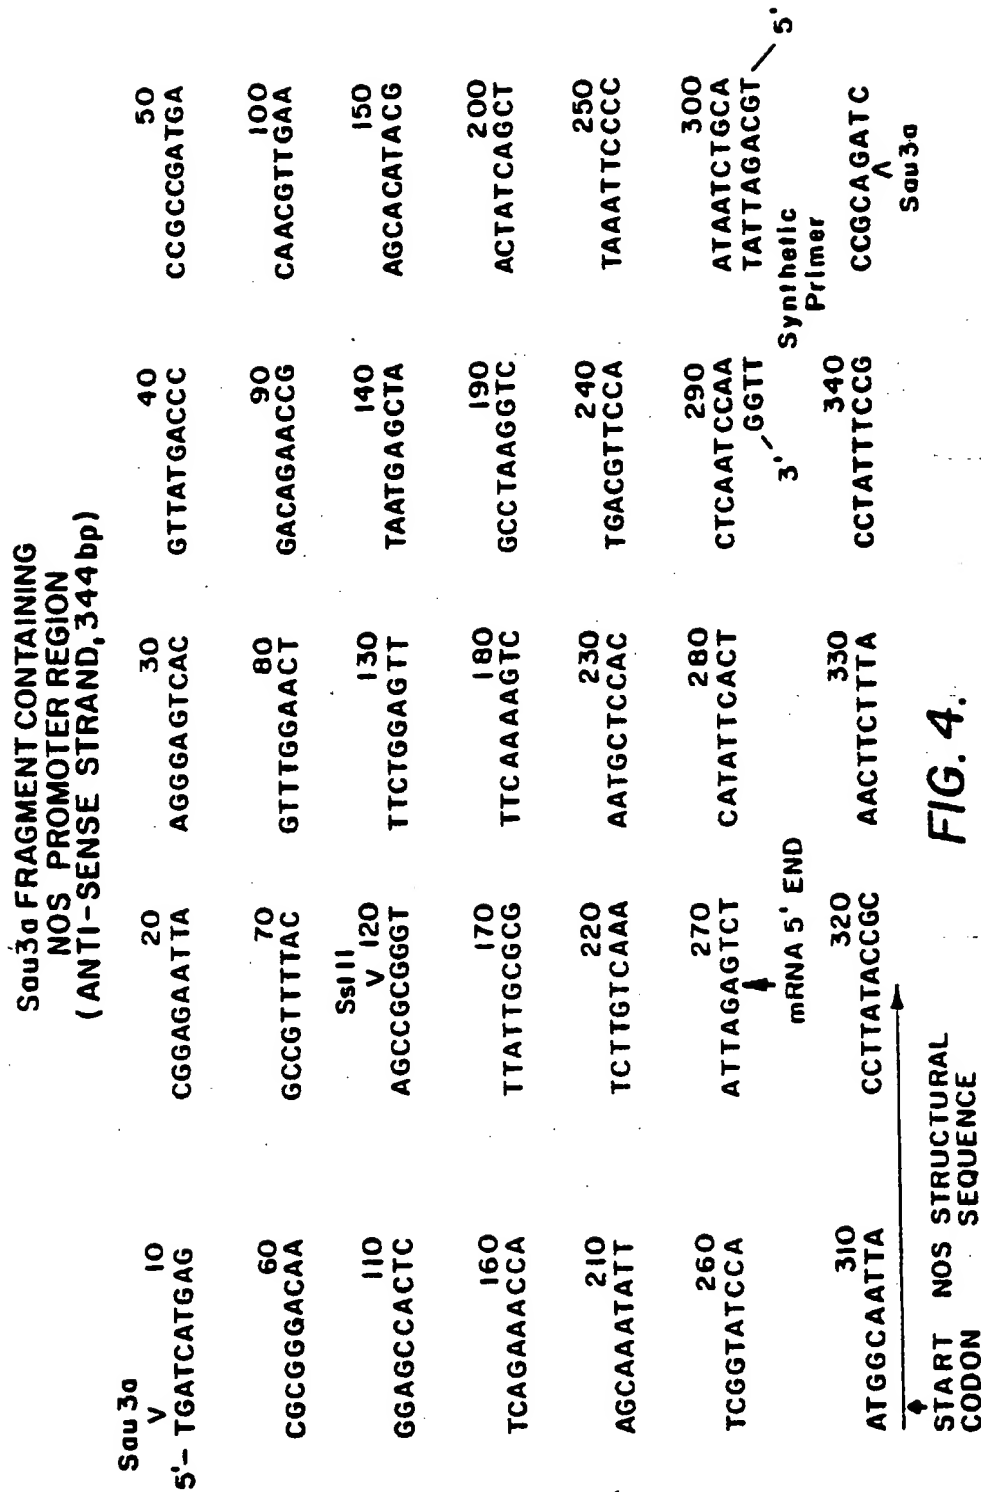 Sau3a FRAGMENT CONTAINING
NOS PROMOTER REGION
(ANTI-SENSE STRAND, 344bp)
Sau 3a
V 10 20 30 40 50
5'- TGATCATGAG CGGAGAATTA AGGGAGTCAC GTTATGACCC CCGCCGATGA
60 70 80 90 100
CGCGGGACAA GCCGTTTTAC GTTTGGAACT GACAGAACCG CAACGTTGAA
SsIII
110 V 120 130 140 150
GGAGCCACTC AGCCGCGGGT TTCTGGAGTT TAATGAGCTA AGCACATACG
160 170 180 190 200
TCAGAAACCA TTATTGCGCG TTCAAAAGTC GCCTAAGGTC ACTATCAGCT
210 220 230 240 250
AGCAAATATT TCTTGTCAAA AATGCTCCAC TGACGTTCCA TAAATTCCCC
260 270 280 290 300
TCGGTATCCA ATTAGAGTCT CATATTCACT CTCAATCCAA ATAATCTGCA
GGTT TATTAGACGT
3' 5'
mRNA 5' END
Synthetic
Primer
310 320 330 340
ATGGCAATTA CCTTATACCGC AACTTCTTTA CCTATTTCCG CCGCAGATC
Λ
Sau3a
START NOS STRUCTURAL
CODON SEQUENCE
FIG. 4.